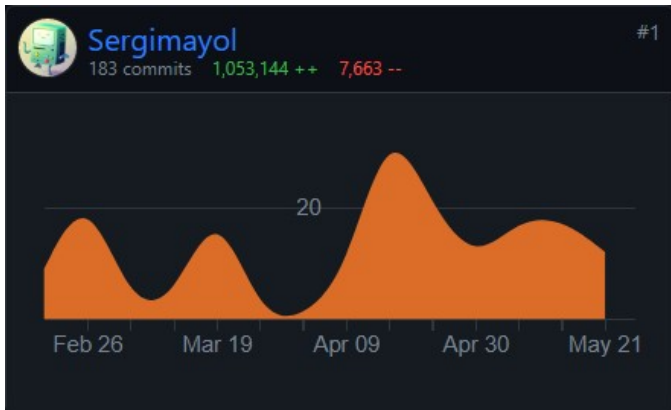 Sergimayol
#1
183 commits 1,053,144 ++ 7,663 --
20
Feb 26 Mar 19 Apr 09 Apr 30 May 21